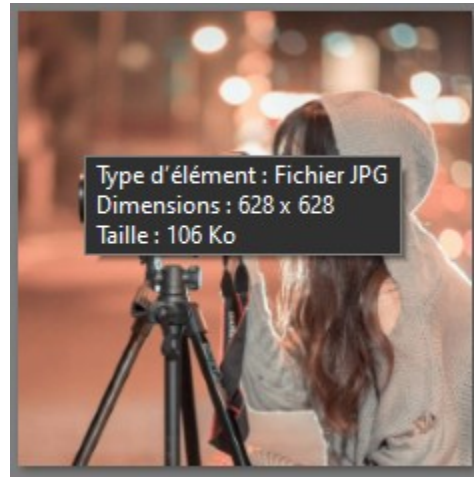 Type d'élément : Fichier JPG
Dimensions : 628 x 628
Taille : 106 Ko